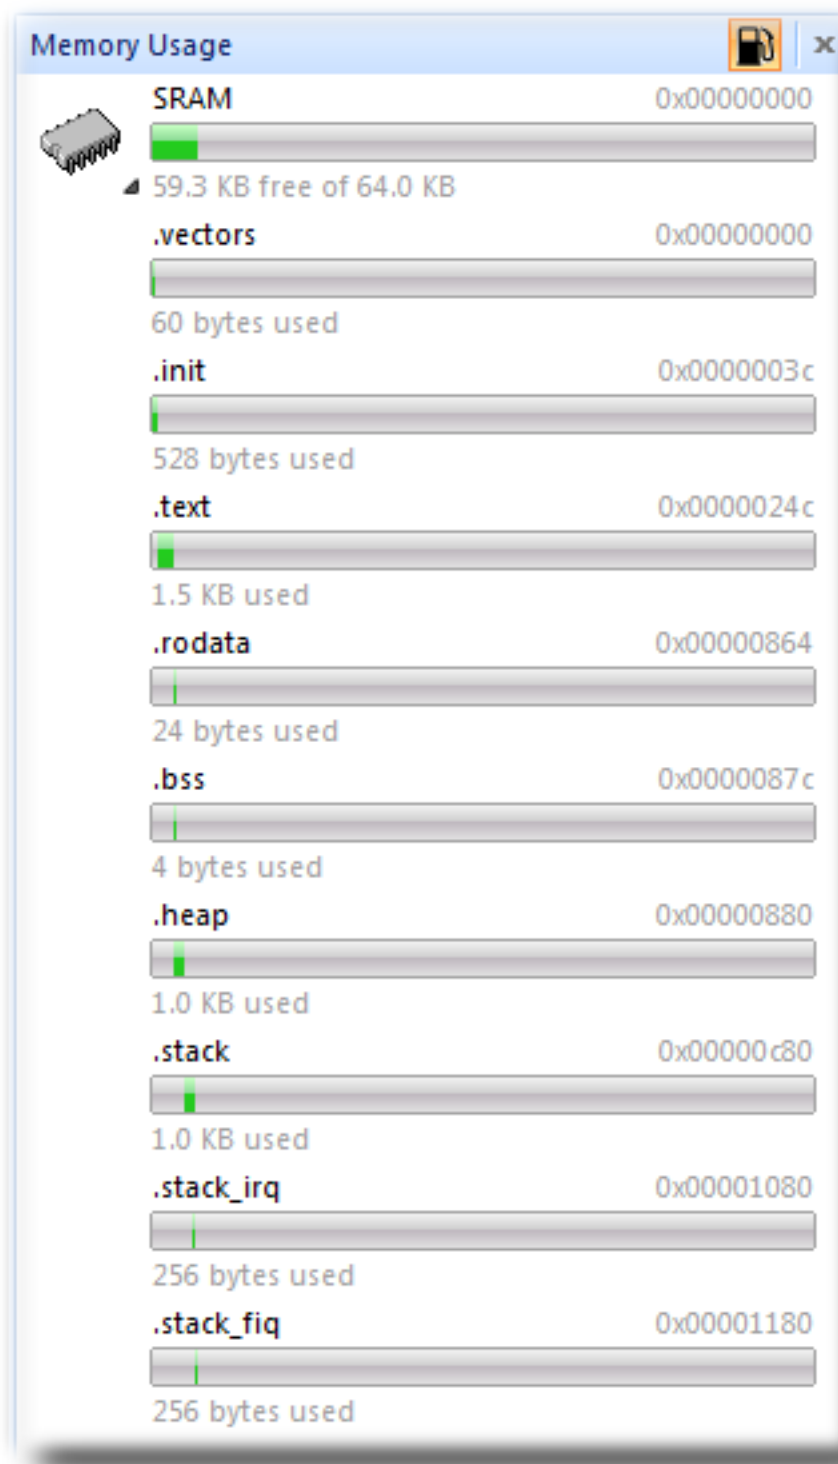 Memory Usage
SRAM 0x00000000
59.3 KB free of 64.0 KB
.vectors 0x00000000
60 bytes used
.init 0x0000003c
528 bytes used
.text 0x0000024c
1.5 KB used
.rodata 0x00000864
24 bytes used
.bss 0x0000087c
4 bytes used
.heap 0x00000880
1.0 KB used
.stack 0x00000c80
1.0 KB used
.stack_irq 0x00001080
256 bytes used
.stack_fiq 0x00001180
256 bytes used